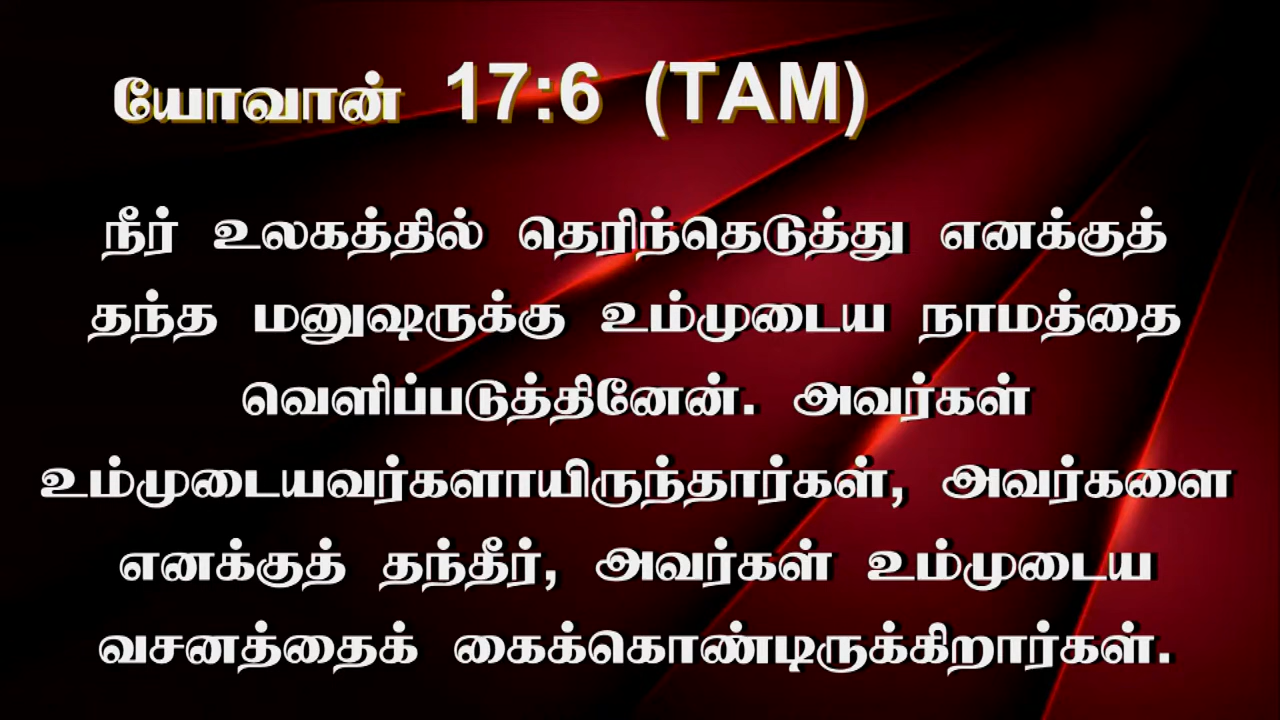 யோவான் 17:6 (TAM)
நீர் உலகத்தில் தெரிந்தெடுத்து எனக்குத்
தந்த மனுஷருக்கு உம்முடைய நாமத்தை
வெளிப்படுத்தினேன். அவர்கள்
உம்முடையவர்களாயிருந்தார்கள், அவர்களை
எனக்குத் தந்தீர், அவர்கள் உம்முடைய
வசனத்தைக் கைக்கொண்டிருக்கிறார்கள்.